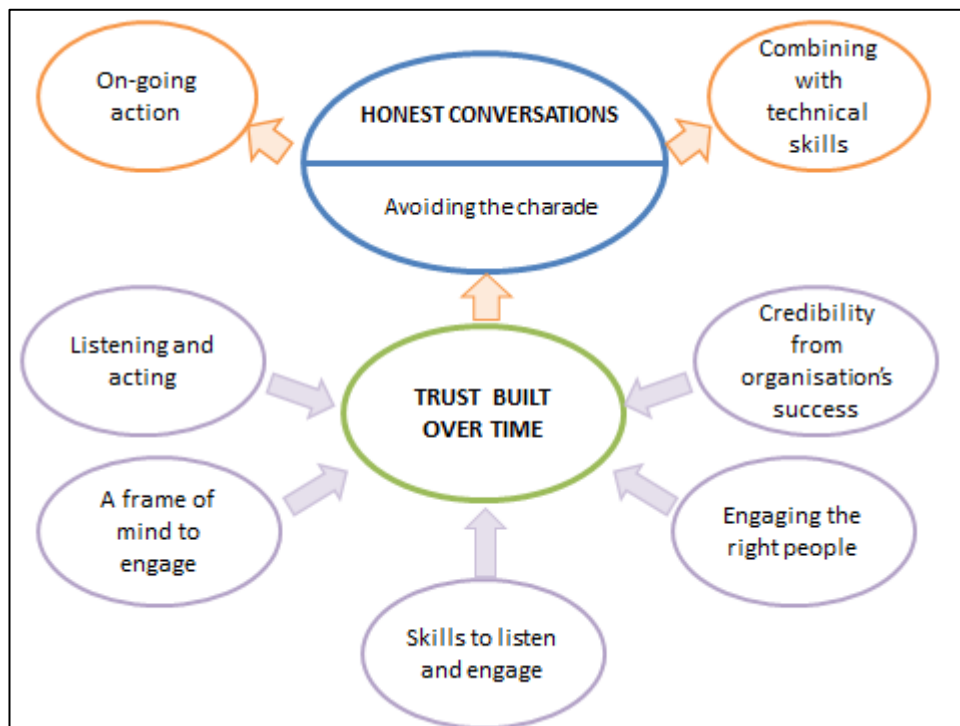 On-going
action
HONEST CONVERSATIONS
Avoiding the charade
Combining
with
technical
skills
Listening and
acting
TRUST BUILT
OVER TIME
Credibility
from
organisation's
success
A frame of
mind to
engage
Skills to listen
and engage
Engaging the
right people